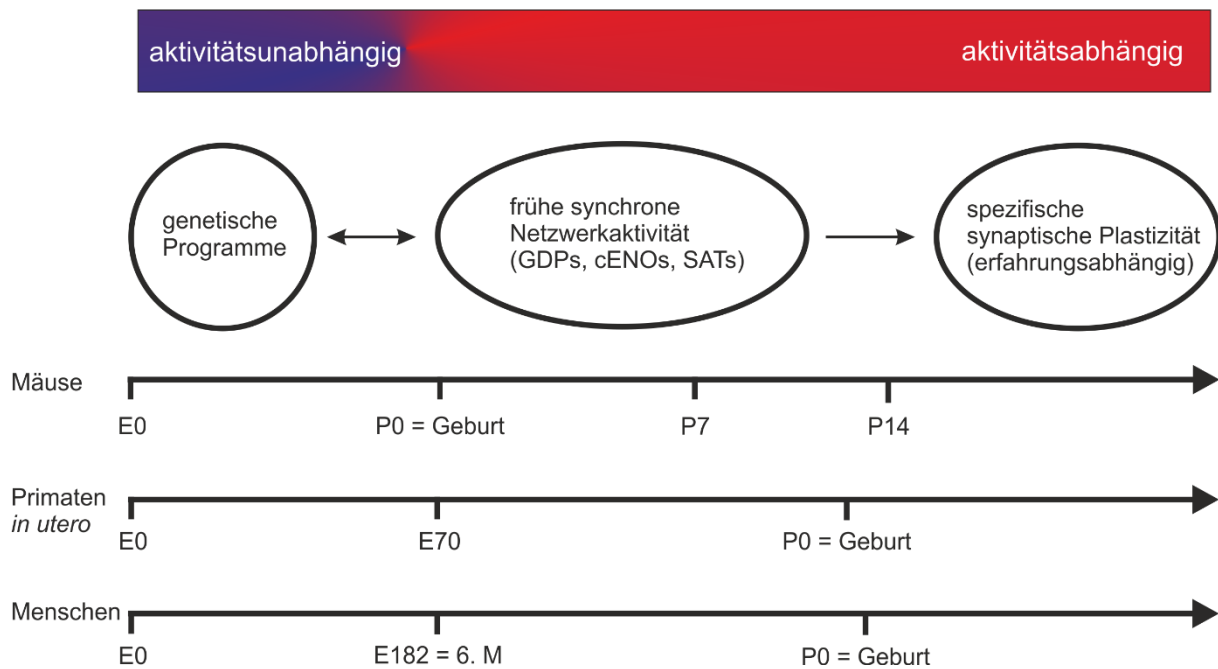 aktivitätsunabhängig
aktivitätsabhängig
genetische
Programme
frühe synchrone
Netzwerkaktivität
(GDPs, cENOs, SATs)
spezifische
synaptische Plastizität
(erfahrungsabhängig)
Mäuse
E0
P0 = Geburt
P7
P14
Primaten
in utero
E0
E70
P0 = Geburt
Menschen
E0
E182 = 6. M
P0 = Geburt